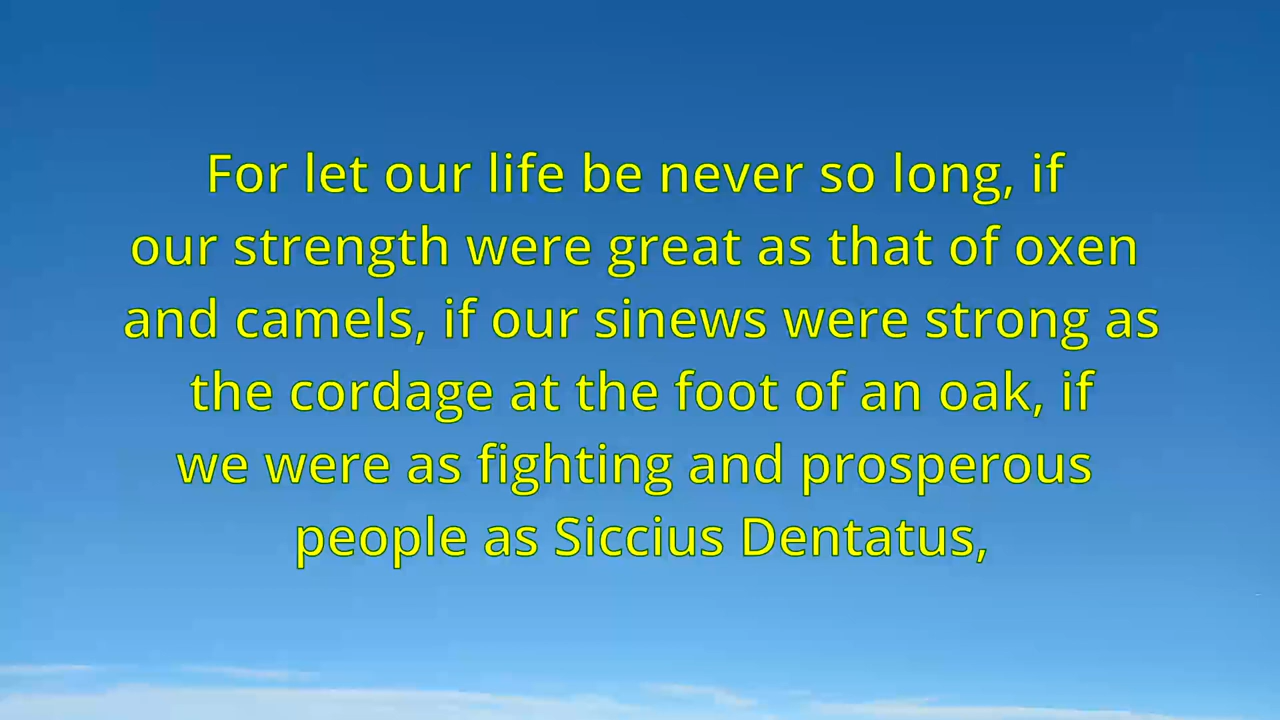 For let our life be never so long, if
our strength were great as that of oxen
and camels, if our sinews were strong as
the cordage at the foot of an oak, if
we were as fighting and prosperous
people as Siccius Dentatus,